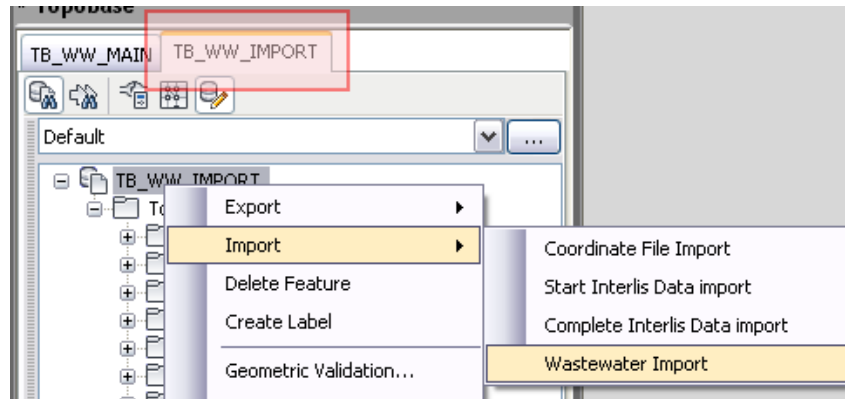 Topobase
TB_WW_MAIN
TB_WW_IMPORT
Default
...
TB_WW_IMPORT
Export
Import
Delete Feature
Create Label
Geometric Validation...
Coordinate File Import
Start Interlis Data import
Complete Interlis Data import
Wastewater Import